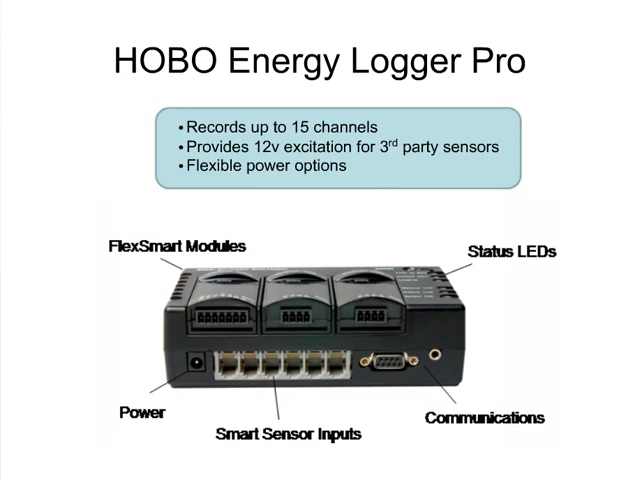 HOBO Energy Logger Pro
• Records up to 15 channels
• Provides 12v excitation for 3rd party sensors
• Flexible power options
FlexSmart Modules
Status LEDs
Power
Smart Sensor Inputs
Communications